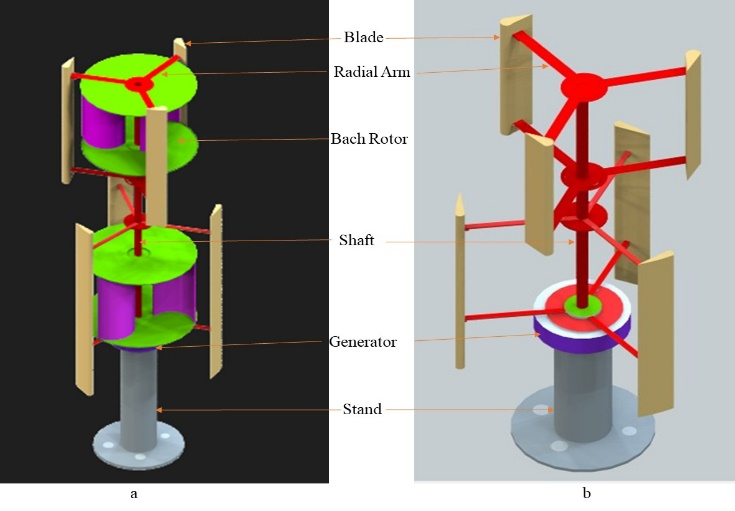 Blade
Radial Arm
Bach Rotor
Shaft
Generator
Stand
a
b